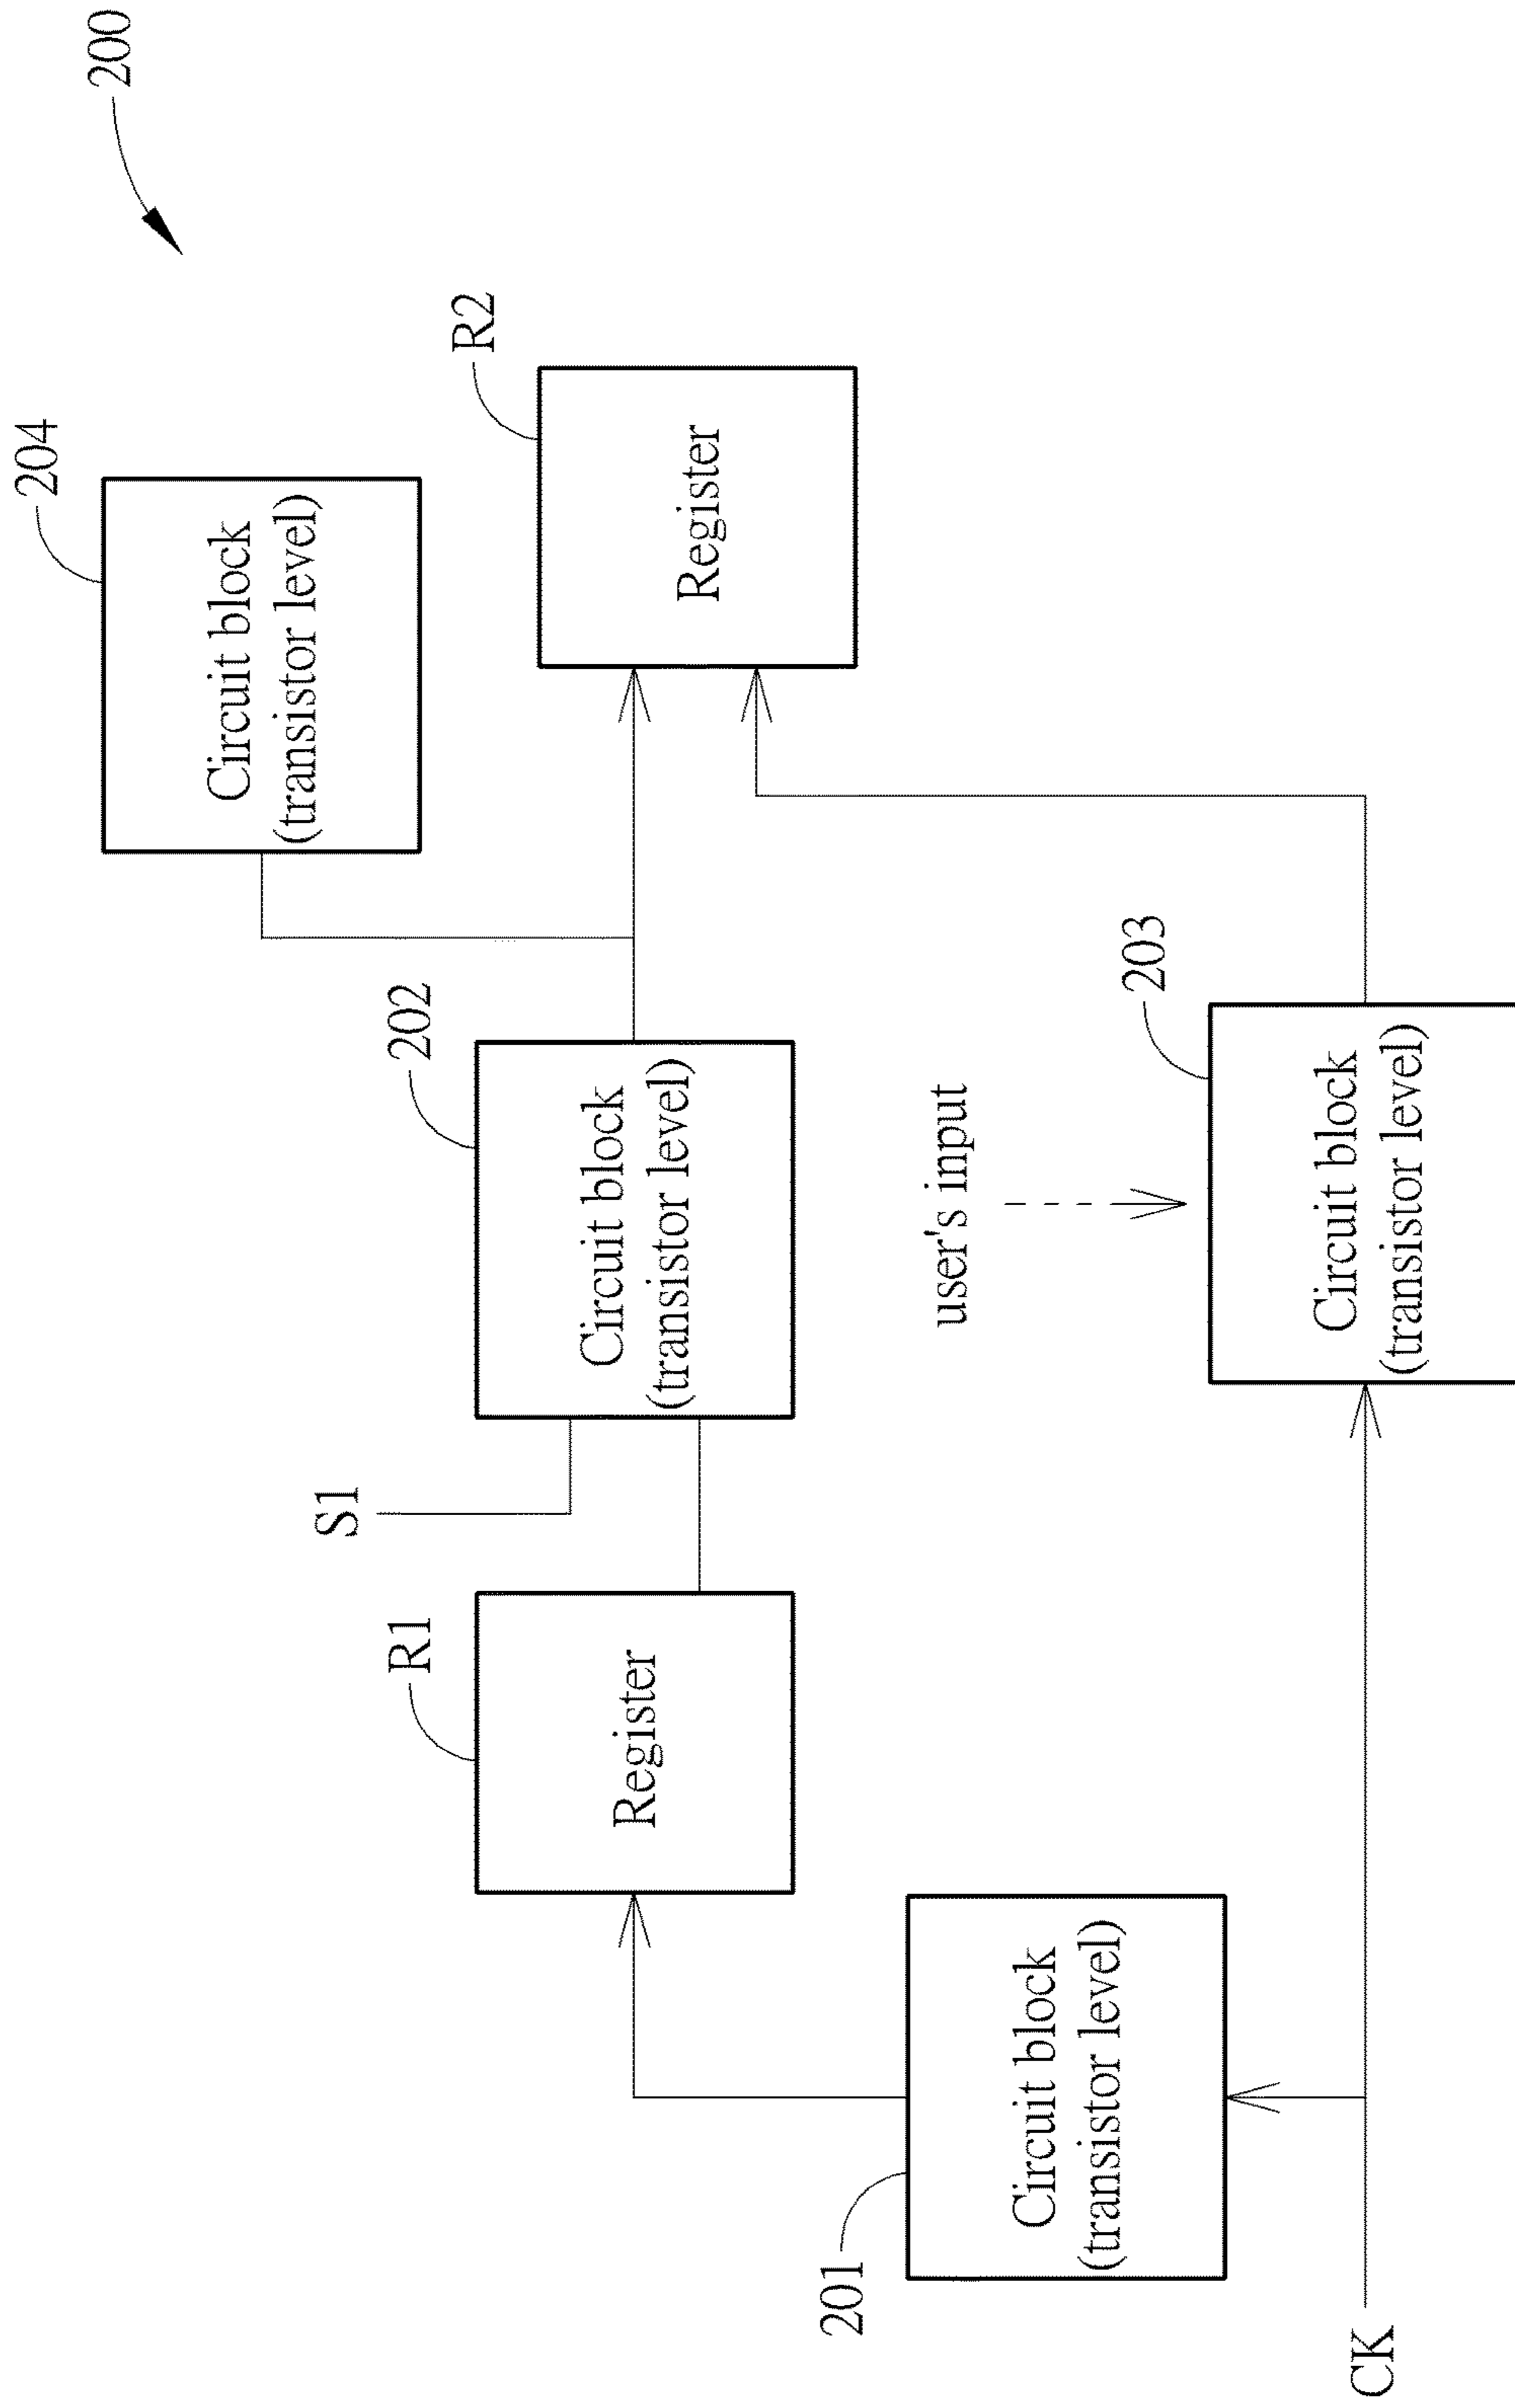 200
204
Circuit block
(transistor level)
R2
Register
202
Circuit block
(transistor level)
S1
R1
Register
user's input
203
Circuit block
(transistor level)
201
Circuit block
(transistor level)
CK